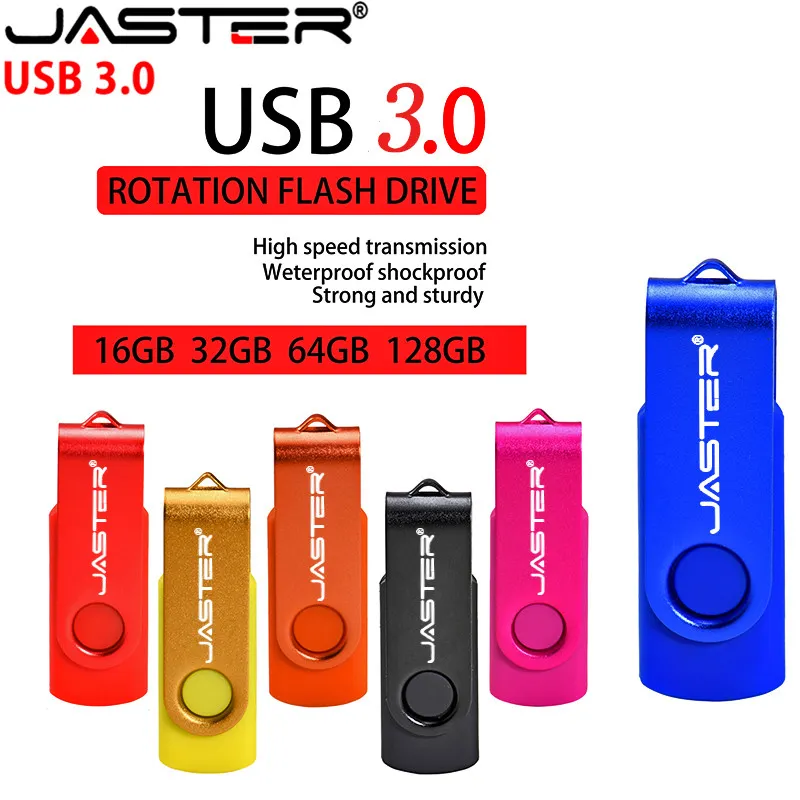 JASTER®
USB 3.0
USB 3.0
ROTATION FLASH DRIVE
High speed transmission
Weterproof shockproof
Strong and sturdy
16GB 32GB 64GB 128GB
JASTER®
JASTER®
JASTER®
JASTER®
JASTER®
JASTER®